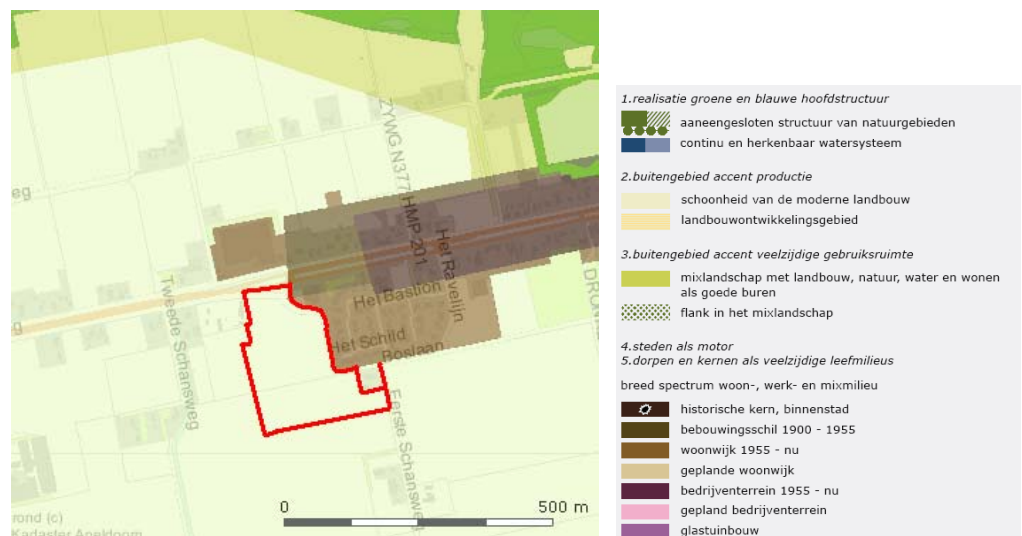 eg
ZYWG N377 HMP 201
Het Ravelijn
Het Bastion
Het Schild
Boslaan
Tweede Schansweg
Eerste Schansweg
0
500 m
rond (c)
Kadaster Apeldoorn
1.realisatie groene en blauwe hoofdstructuur
aaneengesloten structuur van natuurgebieden
continu en herkenbaar watersysteem
2.buitengebied accent productie
schoonheid van de moderne landbouw
landbouwontwikkelingsgebied
3.buitengebied accent veelzijdige gebruiksruimte
mixlandschap met landbouw, natuur, water en wonen
als goede buren
flank in het mixlandschap
4.steden als motor
5.dorpen en kernen als veelzijdige leefmilieus
breed spectrum woon-, werk- en mixmilieu
historische kern, binnenstad
bebouwingsschil 1900 - 1955
woonwijk 1955 - nu
geplande woonwijk
bedrijventerrein 1955 - nu
gepland bedrijventerrein
glastuinbouw